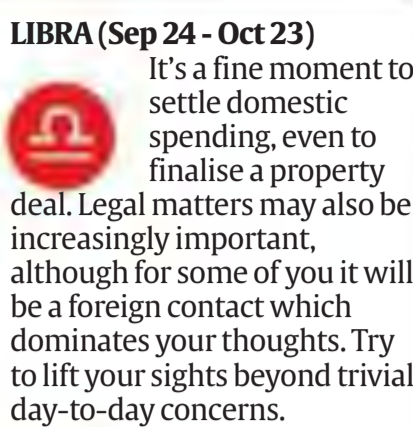 LIBRA (Sep 24 - Oct 23)
It's a fine moment to
settle domestic
spending, even to
finalise a property
deal. Legal matters may also be
increasingly important,
although for some of you it will
be a foreign contact which
dominates your thoughts. Try
to lift your sights beyond trivial
day-to-day concerns.